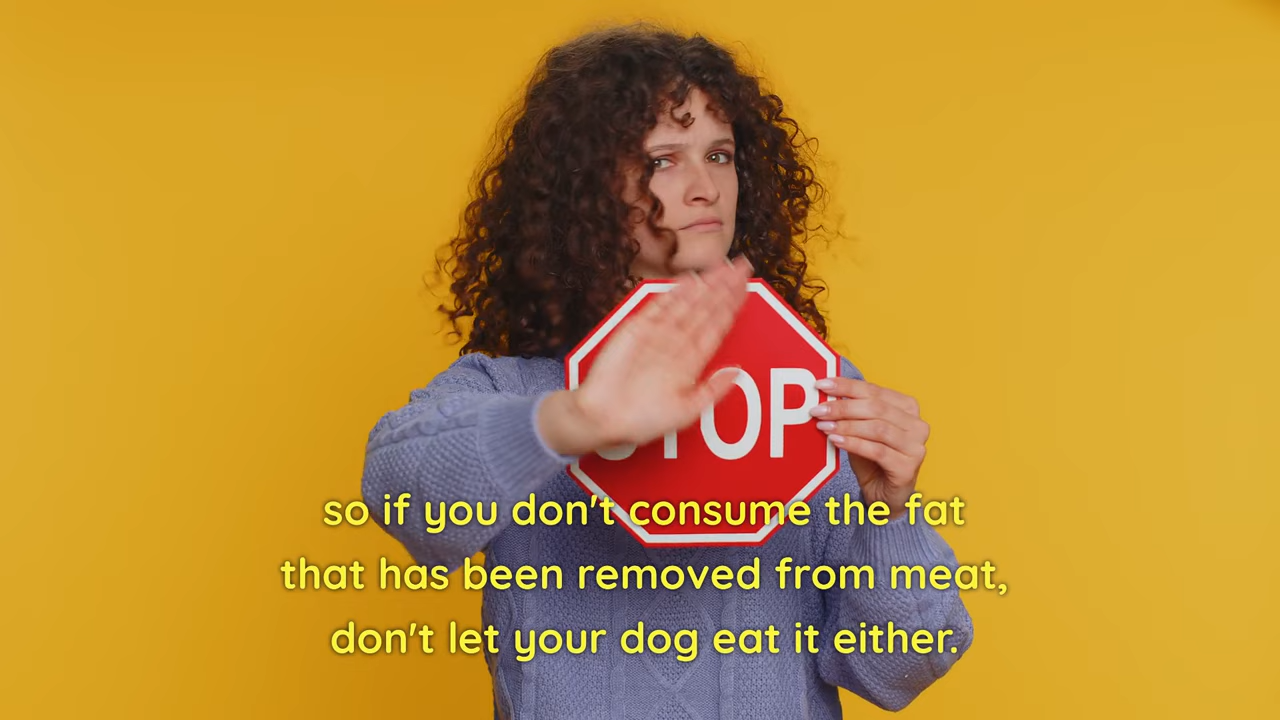 STOP
so if you don't consume the fat
that has been removed from meat,
don't let your dog eat it either.